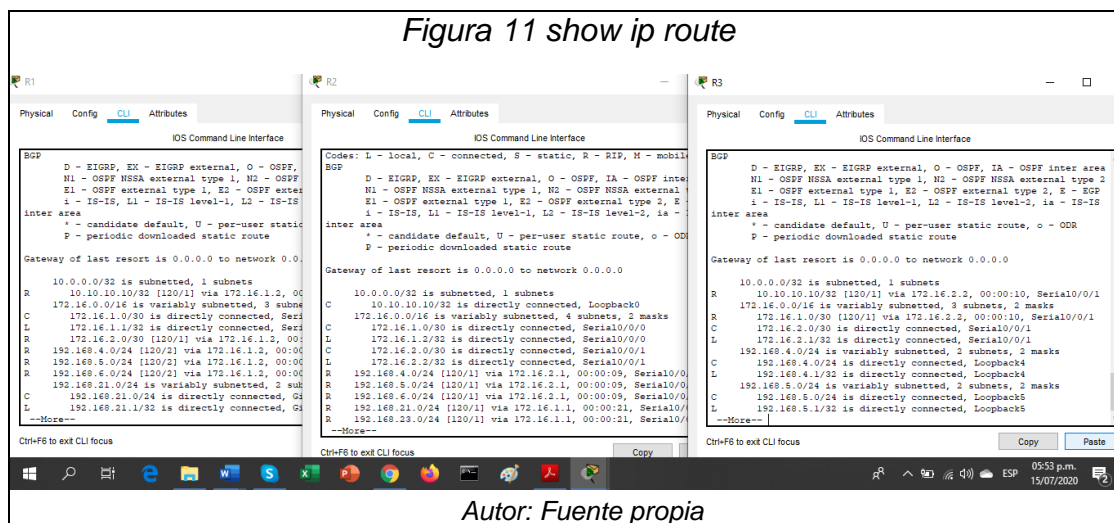 Figura 11 show ip route
R1
Physical Config CLI Attributes
IOS Command Line Interface
BGP
D - EIGRP, EX - EIGRP external, O - OSPF,
N1 - OSPF NSSA external type 1, N2 - OSPF
E1 - OSPF external type 1, E2 - OSPF exter
i - IS-IS, L1 - IS-IS level-1, L2 - IS-IS
inter area
* - candidate default, U - per-user static
P - periodic downloaded static route
Gateway of last resort is 0.0.0.0 to network 0.0.
10.0.0.0/32 is subnetted, 1 subnets
R 10.10.10.10/32 [120/1] via 172.16.1.2, 00
172.16.0.0/16 is variably subnetted, 3 subne
C 172.16.1.0/30 is directly connected, Seri
L 172.16.1.1/32 is directly connected, Seri
R 172.16.2.0/30 [120/1] via 172.16.1.2, 00:
R 192.168.4.0/24 [120/2] via 172.16.1.2, 00:00
R 192.168.5.0/24 [120/2] via 172.16.1.2, 00:00
R 192.168.6.0/24 [120/2] via 172.16.1.2, 00:00
192.168.21.0/24 is variably subnetted, 2 sub
C 192.168.21.0/24 is directly connected, Gi
L 192.168.21.1/32 is directly connected, Gi
--More--
Ctrl+F6 to exit CLI focus
R2
Physical Config CLI Attributes
IOS Command Line Interface
Codes: L - local, C - connected, S - static, R - RIP, M - mobile
BGP
D - EIGRP, EX - EIGRP external, O - OSPF, IA - OSPF inte
N1 - OSPF NSSA external type 1, N2 - OSPF NSSA external
E1 - OSPF external type 1, E2 - OSPF external type 2, E
i - IS-IS, L1 - IS-IS level-1, L2 - IS-IS level-2, ia -
inter area
* - candidate default, U - per-user static route, o - OD
P - periodic downloaded static route
Gateway of last resort is 0.0.0.0 to network 0.0.0.0
10.0.0.0/32 is subnetted, 1 subnets
C 10.10.10.10/32 is directly connected, Loopback0
172.16.0.0/16 is variably subnetted, 4 subnets, 2 masks
C 172.16.1.0/30 is directly connected, Serial0/0/0
L 172.16.1.2/32 is directly connected, Serial0/0/0
C 172.16.2.0/30 is directly connected, Serial0/0/1
L 172.16.2.2/32 is directly connected, Serial0/0/1
R 192.168.4.0/24 [120/1] via 172.16.2.1, 00:00:09, Serial0/
R 192.168.5.0/24 [120/1] via 172.16.2.1, 00:00:09, Serial0/
R 192.168.6.0/24 [120/1] via 172.16.2.1, 00:00:09, Serial0/
R 192.168.21.0/24 [120/1] via 172.16.1.1, 00:00:21, Serial0/
R 192.168.23.0/24 [120/1] via 172.16.1.1, 00:00:21, Serial0/
--More--
Ctrl+F6 to exit CLI focus
Copy
R3
Physical Config CLI Attributes
IOS Command Line Interface
BGP
D - EIGRP, EX - EIGRP external, O - OSPF, IA - OSPF inter area
N1 - OSPF NSSA external type 1, N2 - OSPF NSSA external type 2
E1 - OSPF external type 1, E2 - OSPF external type 2, E - EGP
i - IS-IS, L1 - IS-IS level-1, L2 - IS-IS level-2, ia - IS-IS
inter area
* - candidate default, U - per-user static route, o - ODR
P - periodic downloaded static route
Gateway of last resort is 0.0.0.0 to network 0.0.0.0
10.0.0.0/32 is subnetted, 1 subnets
R 10.10.10.10/32 [120/1] via 172.16.2.2, 00:00:10, Serial0/0/1
172.16.0.0/16 is variably subnetted, 3 subnets, 2 masks
R 172.16.1.0/30 [120/1] via 172.16.2.2, 00:00:10, Serial0/0/1
C 172.16.2.0/30 is directly connected, Serial0/0/1
L 172.16.2.1/32 is directly connected, Serial0/0/1
192.168.4.0/24 is variably subnetted, 2 subnets, 2 masks
C 192.168.4.0/24 is directly connected, Loopback4
L 192.168.4.1/32 is directly connected, Loopback4
192.168.5.0/24 is variably subnetted, 2 subnets, 2 masks
C 192.168.5.0/24 is directly connected, Loopback5
L 192.168.5.1/32 is directly connected, Loopback5
--More--
Ctrl+F6 to exit CLI focus
Copy Paste
ESP
05:53 p.m.
15/07/2020
2
Autor: Fuente propia